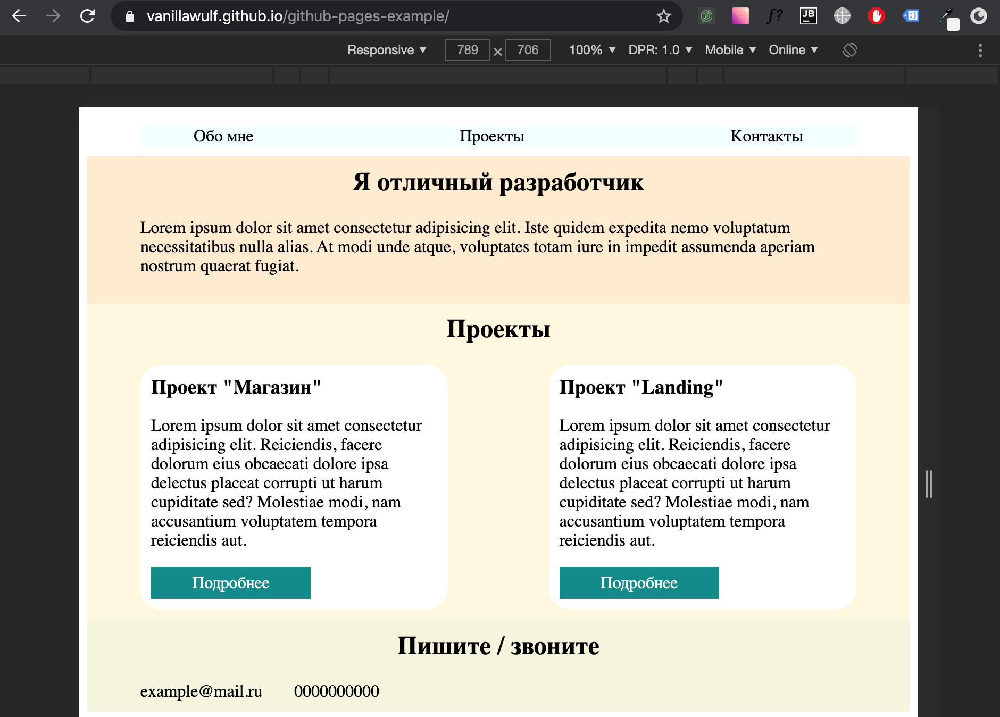 vanillawulf.github.io/github-pages-example/
f?
JB
Responsive ▼ 789 × 706 100% ▼ DPR: 1.0 ▼ Mobile ▼ Online ▼
Обо мне Проекты Контакты
Я отличный разработчик
Lorem ipsum dolor sit amet consectetur adipisicing elit. Iste quidem expedita nemo voluptatum
necessitatibus nulla alias. At modi unde atque, voluptates totam iure in impedit assumenda aperiam
nostrum quaerat fugiat.
Проекты
Проект "Магазин"
Lorem ipsum dolor sit amet consectetur
adipisicing elit. Reiciendis, facere
dolorum eius obcaecati dolore ipsa
delectus placeat corrupti ut harum
cupiditate sed? Molestiae modi, nam
accusantium voluptatem tempora
reiciendis aut.
Подробнее
Проект "Landing"
Lorem ipsum dolor sit amet consectetur
adipisicing elit. Reiciendis, facere
dolorum eius obcaecati dolore ipsa
delectus placeat corrupti ut harum
cupiditate sed? Molestiae modi, nam
accusantium voluptatem tempora
reiciendis aut.
Подробнее
Пишите / звоните
example@mail.ru 0000000000